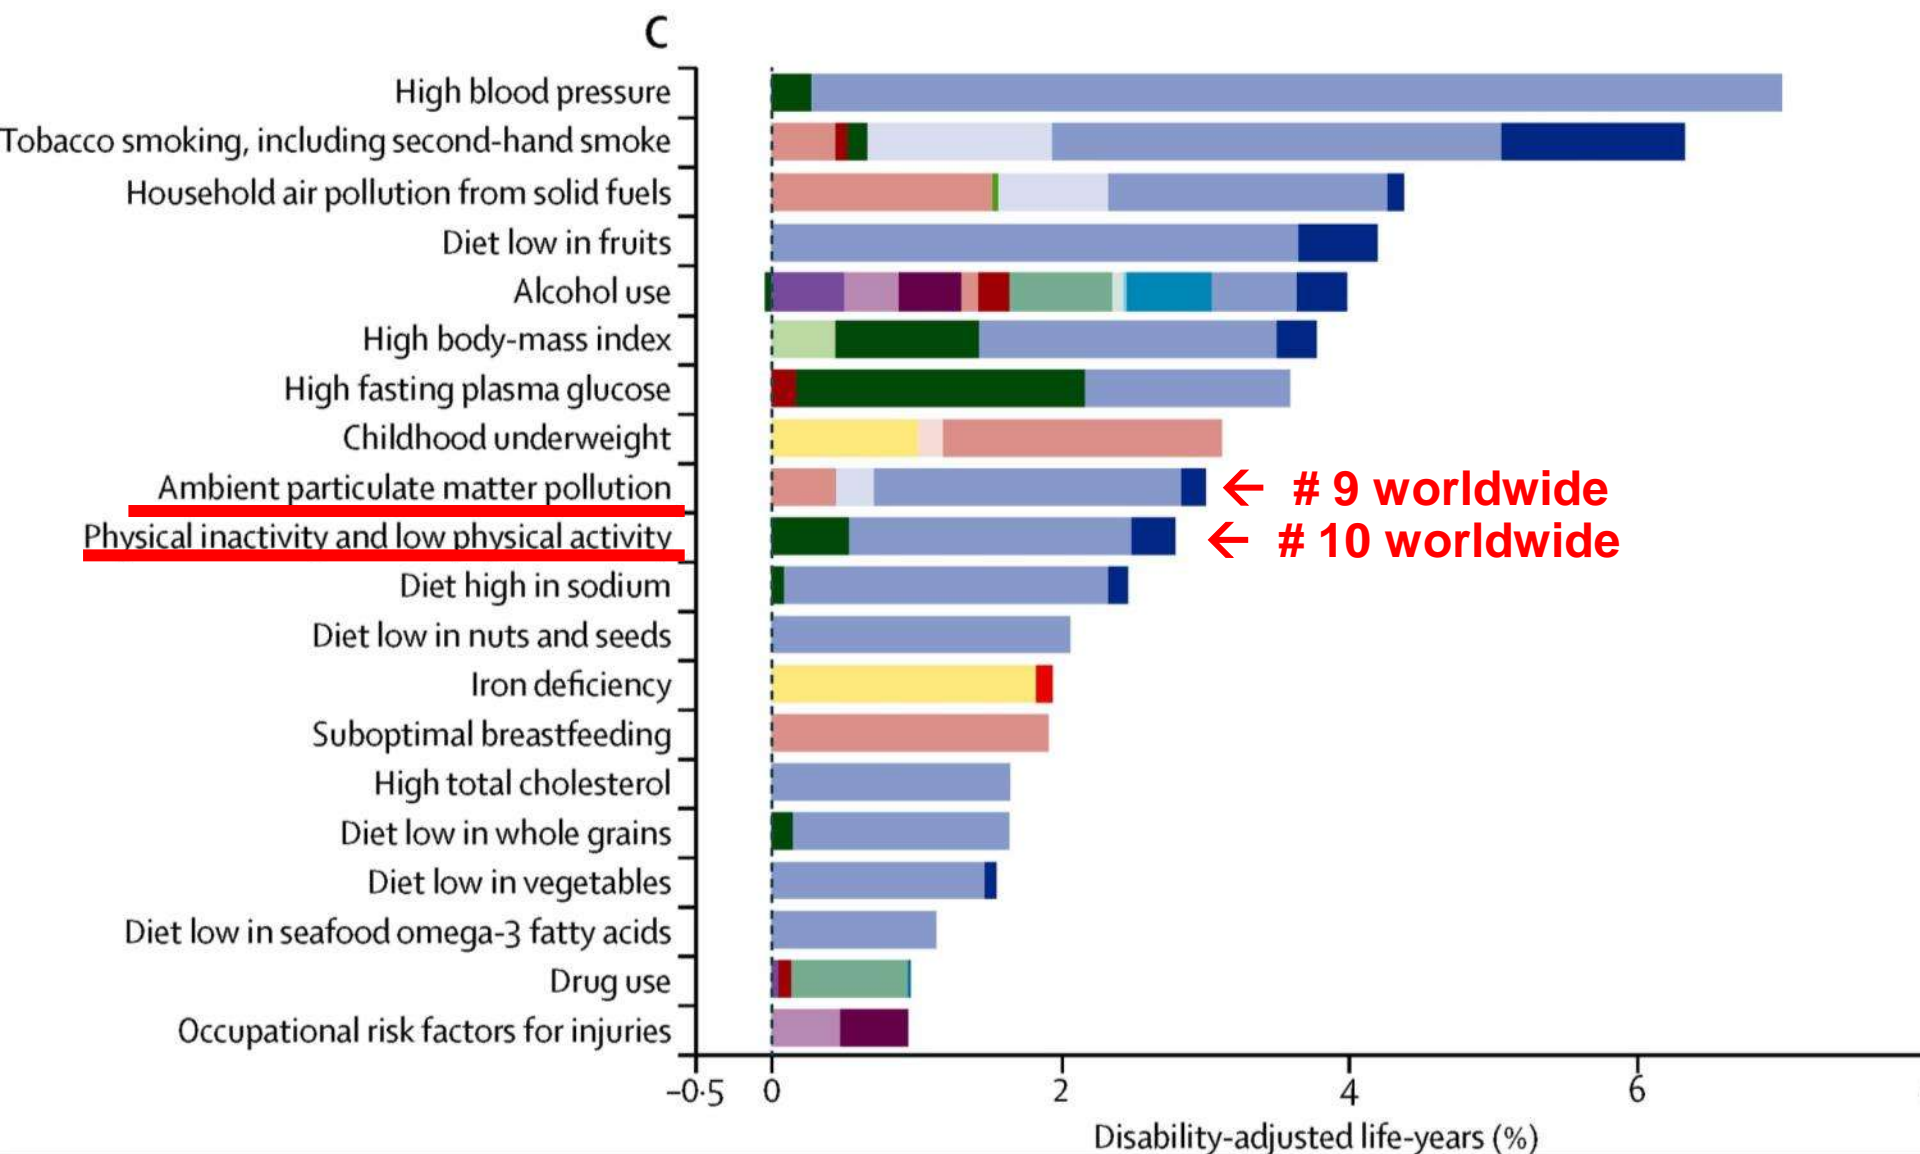 C
High blood pressure
Tobacco smoking, including second-hand smoke
Household air pollution from solid fuels
Diet low in fruits
Alcohol use
High body-mass index
High fasting plasma glucose
Childhood underweight
Ambient particulate matter pollution ← # 9 worldwide
Physical inactivity and low physical activity ← # 10 worldwide
Diet high in sodium
Diet low in nuts and seeds
Iron deficiency
Suboptimal breastfeeding
High total cholesterol
Diet low in whole grains
Diet low in vegetables
Diet low in seafood omega-3 fatty acids
Drug use
Occupational risk factors for injuries
–0·5 0 2 4 6
Disability-adjusted life-years (%)